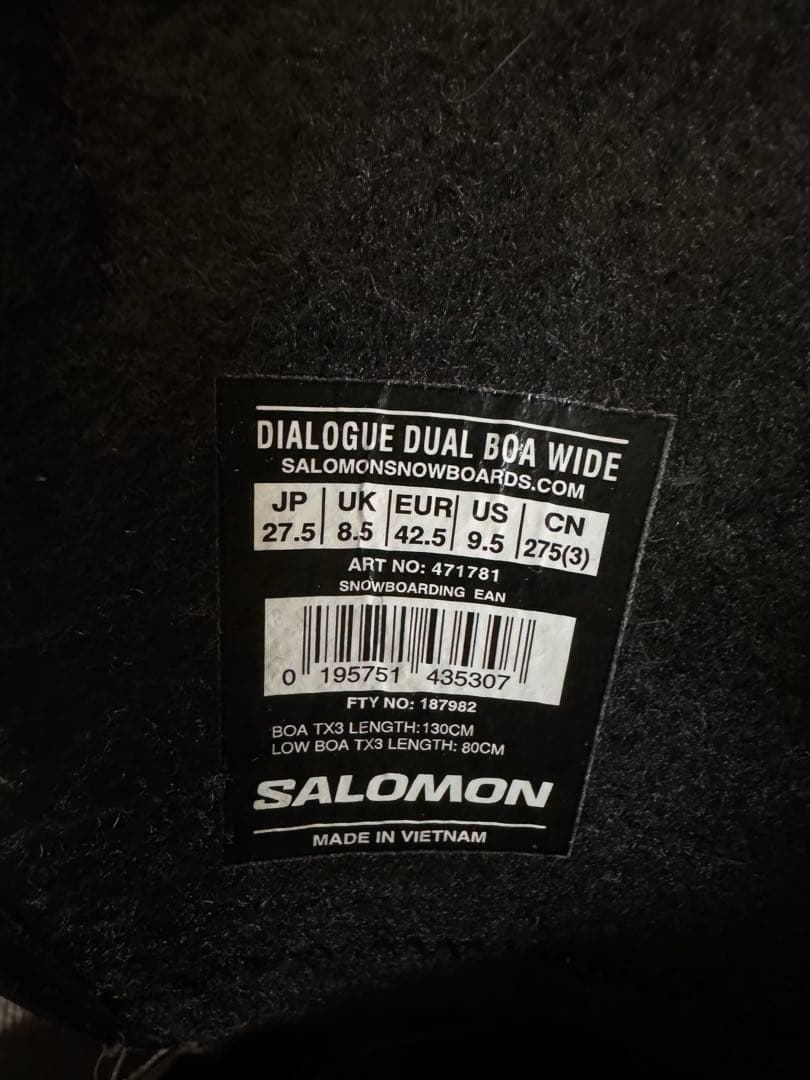 DIALOGUE DUAL BOA WIDE
SALOMONSNOWBOARDS.COM
JP UK EUR US CN
27.5 8.5 42.5 9.5 275(3)
ART NO: 471781
SNOWBOARDING EAN
0 195751 435307
FTY NO: 187982
BOA TX3 LENGTH:130CM
LOW BOA TX3 LENGTH: 80CM
SALOMON
MADE IN VIETNAM